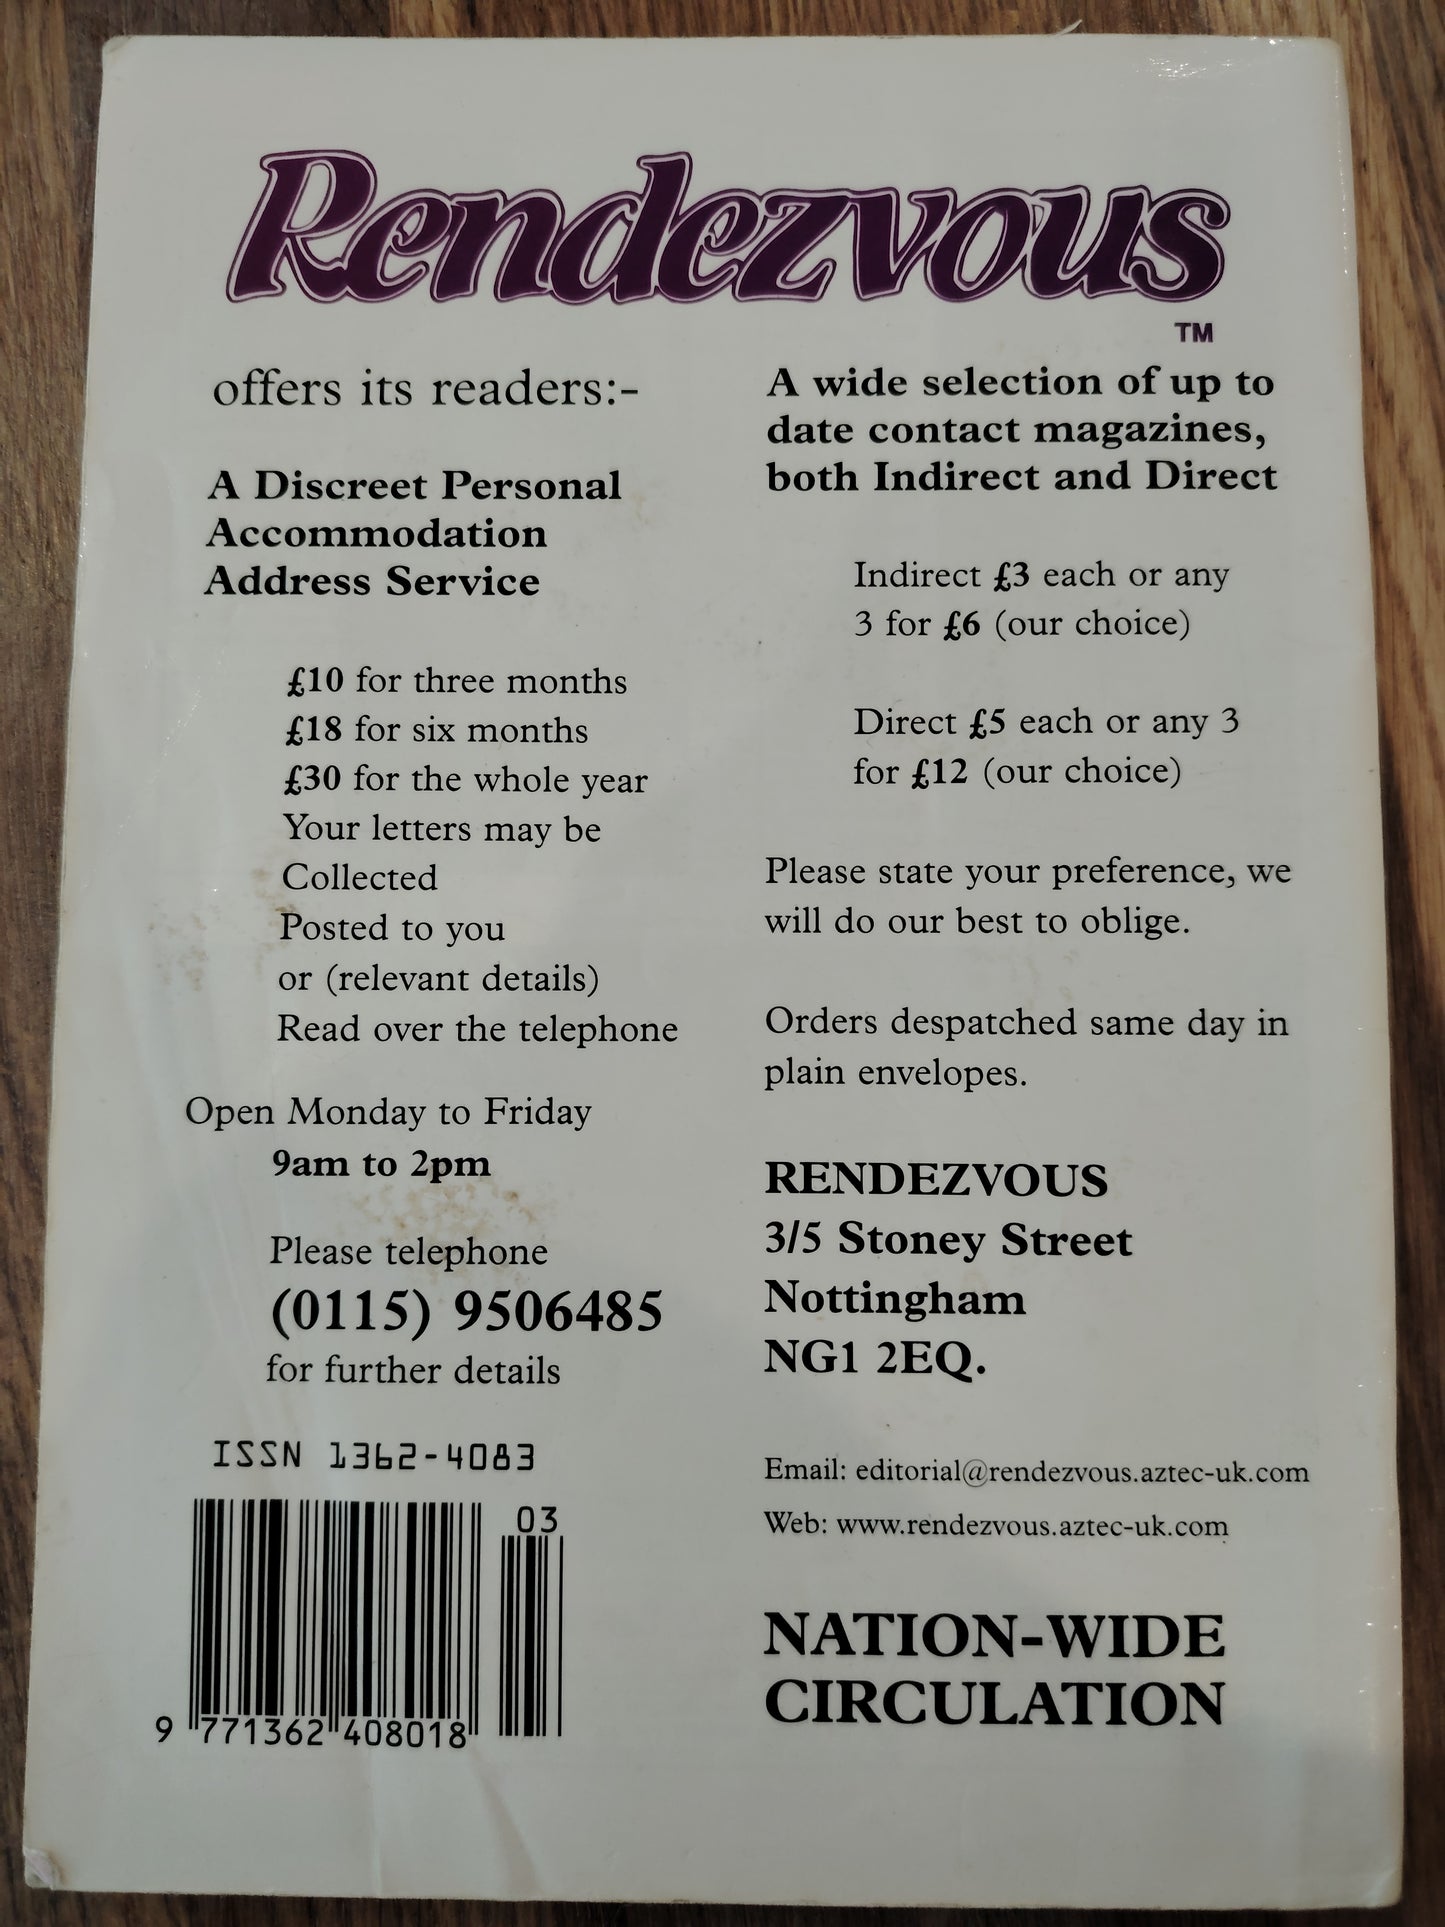 Rendezvous
TM
offers its readers:-
A Discreet Personal
Accommodation
Address Service
£10 for three months
£18 for six months
£30 for the whole year
Your letters may be
Collected
Posted to you
or (relevant details)
Read over the telephone
Open Monday to Friday
9am to 2pm
Please telephone
(0115) 9506485
for further details
ISSN 1362-4083
03
9 771362 408018
A wide selection of up to
date contact magazines,
both Indirect and Direct
Indirect £3 each or any
3 for £6 (our choice)
Direct £5 each or any 3
for £12 (our choice)
Please state your preference, we
will do our best to oblige.
Orders despatched same day in
plain envelopes.
RENDEZVOUS
3/5 Stoney Street
Nottingham
NG1 2EQ.
Email: editorial@rendezvous.aztec-uk.com
Web: www.rendezvous.aztec-uk.com
NATION-WIDE
CIRCULATION